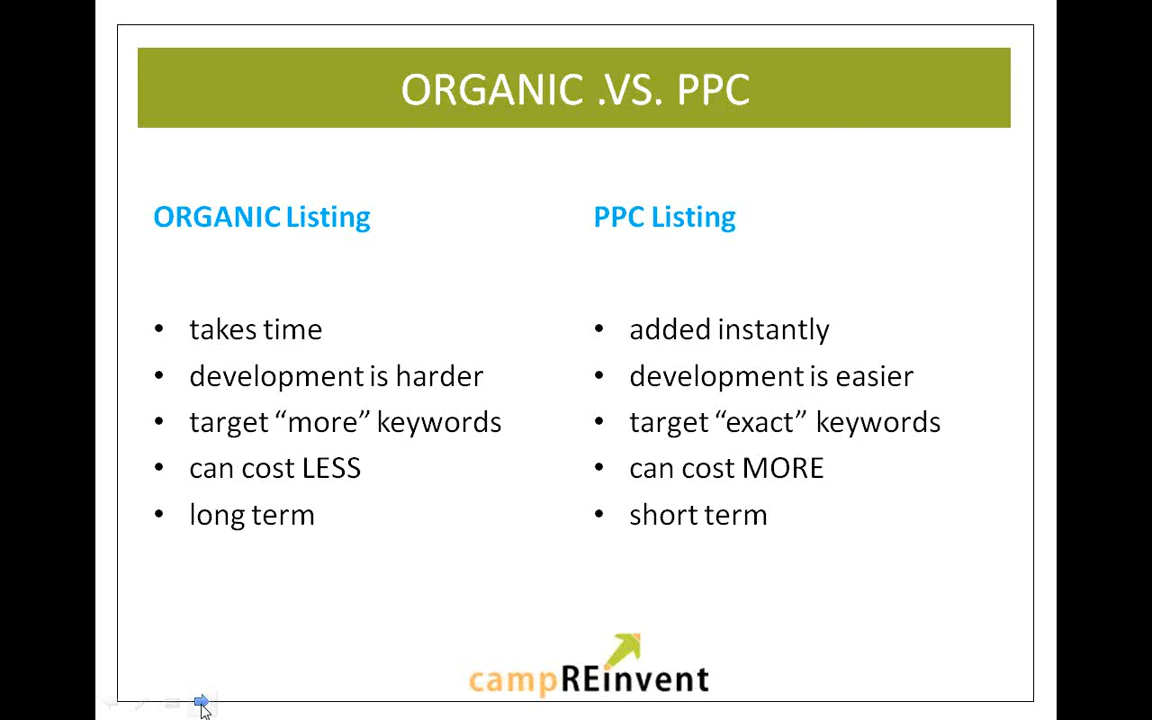 ORGANIC .VS. PPC
ORGANIC Listing
• takes time
• development is harder
• target “more” keywords
• can cost LESS
• long term
PPC Listing
• added instantly
• development is easier
• target “exact” keywords
• can cost MORE
• short term
campREinvent